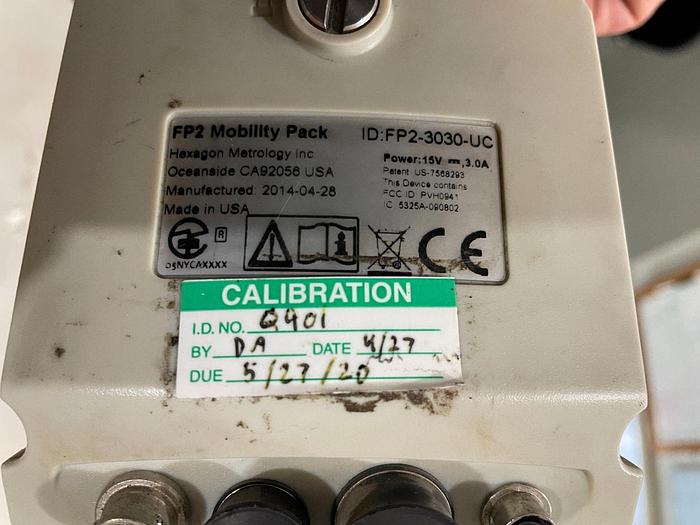 FP2 Mobility Pack ID:FP2-3030-UC
Hexagon Metrology Inc Power:15V ⎓,3.0A
Oceanside CA92056 USA Patent US-7568293
Manufactured: 2014-04-28 This Device contains
Made in USA FCC ID PVH0941
IC 5325A-090802
R
CE
CALIBRATION
I.D. NO. Q901
BY DA DATE 4/27
DUE 5/27/20